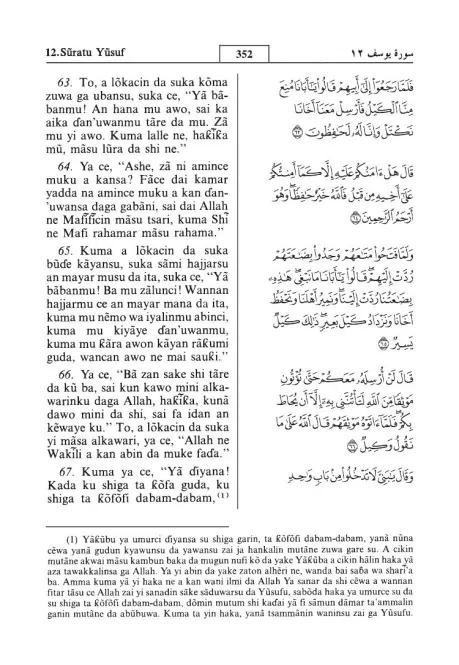 12. Sūratu Yūsuf
352
سورة يوسف ١٢
63. To, a lōkacin da suka kōma
zuwa ga ubansu, suka ce, "Yā bā-
banmu! An hana mu awo, sai ka
aika ɗan'uwanmu tāre da mu. Zā
mu yi awo. Kuma lalle ne, haƙīƙa
mū, māsu lūra da shi ne."
64. Ya ce, "Ashe, zā ni amince
muku a kansa? Fāce dai kamar
yadda na amince muku a kan ɗan-
'uwansa daga gabāni, sai dai Allah
ne Mafīfīcin māsu tsari, kuma Shī
ne Mafi rahamar māsu rahama."
65. Kuma a lōkacin da suka
būɗe kāyansu, suka sāmi hajjarsu
an mayar musu da ita, suka ce, "Yā
bābanmu! Ba mu zālunci! Wannan
hajjarmu ce an mayar mana da ita,
kuma mu nēmo wa iyalinmu abinci,
kuma mu kiyāye ɗan'uwanmu,
kuma mu ƙāra awon kāyan rāƙumi
guda, wancan awo ne mai sauƙi."
66. Ya ce, "Bā zan sake shi tāre
da kū ba, sai kun kawo mini alka-
warinku daga Allah, haƙīƙa, kunā
dawo mini da shi, sai fa idan an
kēwaye ku." To, a lōkacin da suka
yi māsa alkawari, ya ce, "Allah ne
Wakīli a kan abin da muke faɗa."
67. Kuma ya ce, "Yā ɗiyana!
Kada ku shiga ta ƙōfa guda, ku
shiga ta ƙōfōfi dabam-dabam,(1)
فَلَمَّا رَجَعُوٓا۟ إِلَىٰٓ أَبِيهِمْ قَالُوا۟ يَٰٓأَبَانَا مُنِعَ
مِنَّا ٱلْكَيْلُ فَأَرْسِلْ مَعَنَآ أَخَانَا
نَكْتَلْ وَإِنَّا لَهُۥ لَحَٰفِظُونَ ۝٦٣
قَالَ هَلْ ءَامَنُكُمْ عَلَيْهِ إِلَّا كَمَآ أَمِنتُكُمْ
عَلَىٰٓ أَخِيهِ مِن قَبْلُ فَٱللَّهُ خَيْرٌ حَٰفِظًا وَهُوَ
أَرْحَمُ ٱلرَّٰحِمِينَ ۝٦٤
وَلَمَّا فَتَحُوا۟ مَتَٰعَهُمْ وَجَدُوا۟ بِضَٰعَتَهُمْ
رُدَّتْ إِلَيْهِمْ قَالُوا۟ يَٰٓأَبَانَا مَا نَبْغِى هَٰذِهِۦ
بِضَٰعَتُنَا رُدَّتْ إِلَيْنَا وَنَمِيرُ أَهْلَنَا وَنَحْفَظُ
أَخَانَا وَنَزْدَادُ كَيْلَ بَعِيرٍ ذَٰلِكَ كَيْلٌ
يَسِيرٌ ۝٦٥
قَالَ لَنْ أُرْسِلَهُۥ مَعَكُمْ حَتَّىٰ تُؤْتُونِ
مَوْثِقًا مِّنَ ٱللَّهِ لَتَأْتُنَّنِى بِهِۦٓ إِلَّآ أَن يُحَاطَ
بِكُمْ فَلَمَّآ ءَاتَوْهُ مَوْثِقَهُمْ قَالَ ٱللَّهُ عَلَىٰ مَا
نَقُولُ وَكِيلٌ ۝٦٦
وَقَالَ يَٰبَنِىَّ لَا تَدْخُلُوا۟ مِنۢ بَابٍ وَٰحِدٍ
(1) Yāƙūbu ya umurci ɗiyansu su shiga garin, ta ƙōfōfi dabam-dabam, yanā nūna
cēwa yanā gudun kyawunsu da yawansu zai ja hankalin mutāne zuwa gare su. A cikin
mutāne akwai māsu kambun baka da mugun nufi kō da yake Yāƙūba a cikin hālin haka yā
aza tawakkalinsa ga Allah. Ya yi abin da yake zaton alhēri ne, wanda bai saɓa wa sharī'a
ba. Amma kuma yā yi haka ne a kan wani ilmi da Allah Ya sanar da shi cēwa a wannan
fitar tāsu ce Allah zai yi sanadin sāke sāduwarsu da Yūsufu, sabōda haka ya umurce su da
su shiga ta ƙōfōfi dabam-dabam, dōmin mutum shi kaɗai yā fi sāmun dāmar ta'ammalin
ganin mutāne da abūbuwa. Kuma ta yin haka, yanā tsammānin waninsu zai ga Yūsufu.